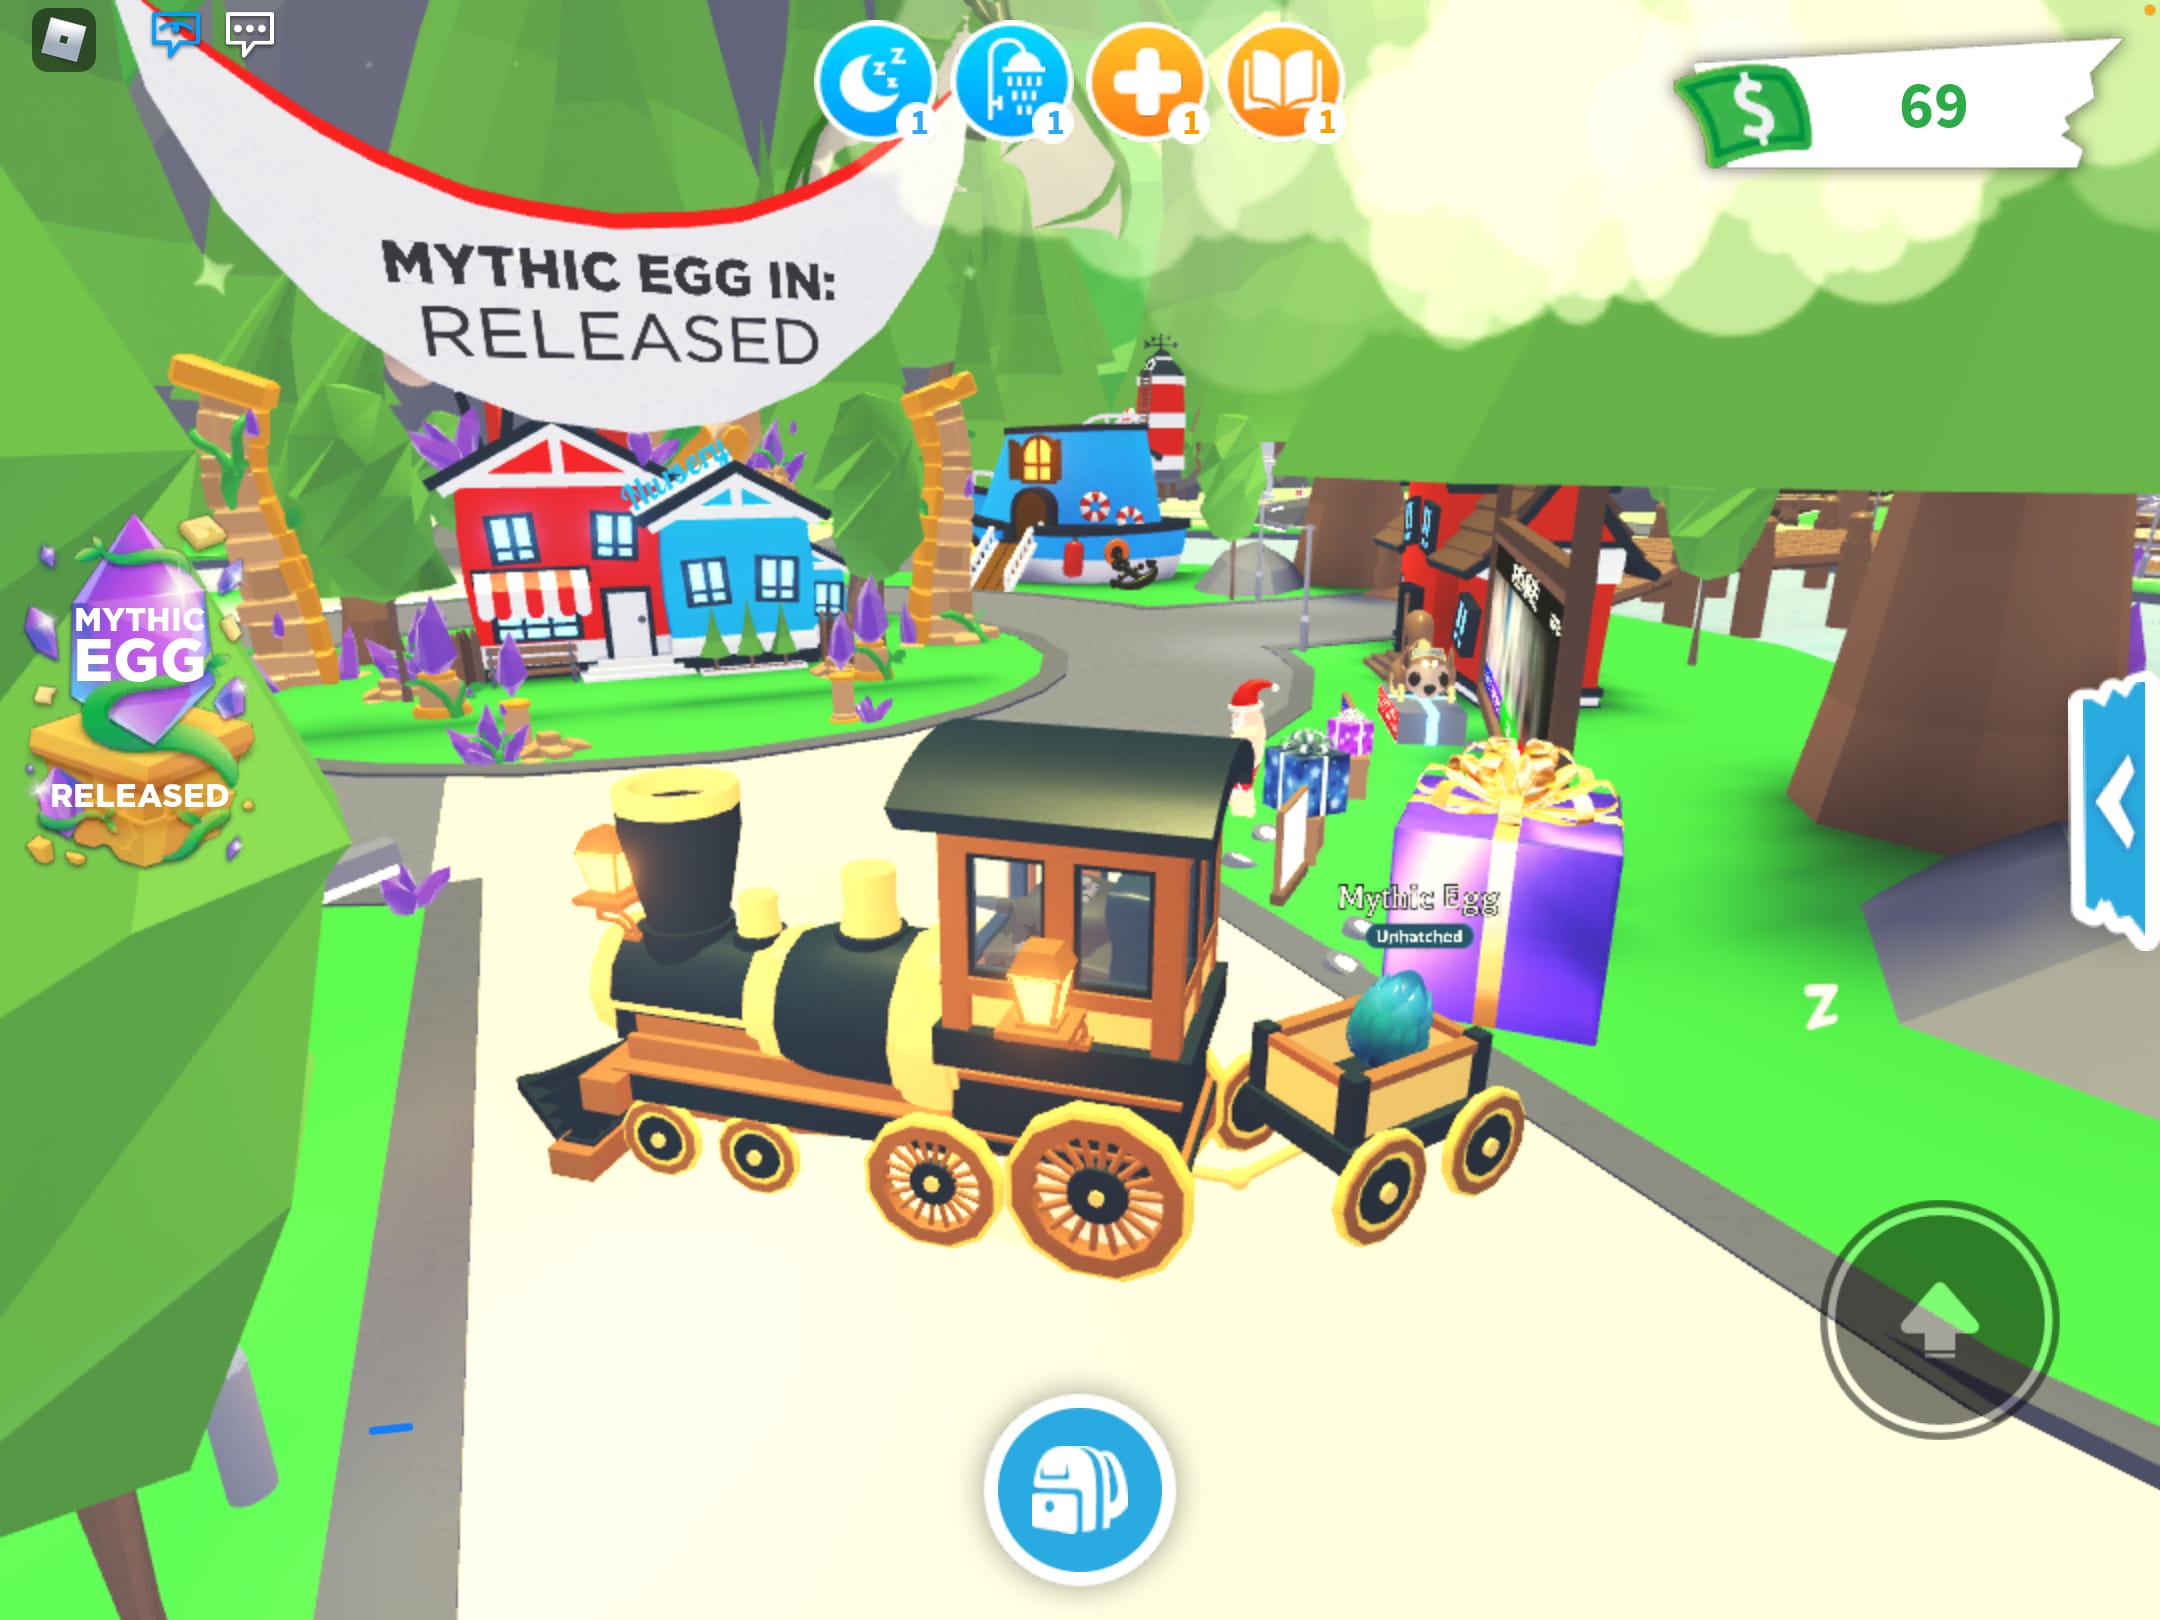 1
1
1
1
69
MYTHIC EGG IN:
RELEASED
Nursery
MYTHIC
EGG
RELEASED
Mythic Egg
Unhatched
Z